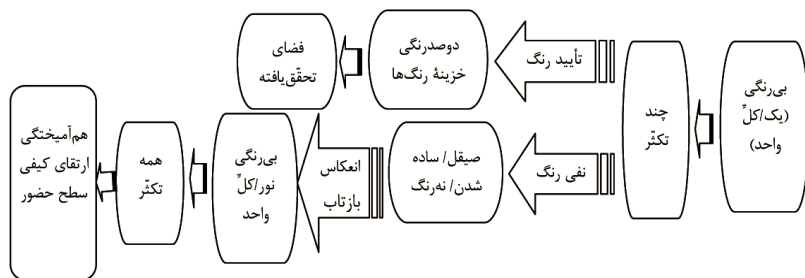 بی‌رنگی
(یک/کلِّ
واحد)
چند
تکثّر
تأیید رنگ
دوصدرنگی
خزینهٔ رنگ‌ها
فضای
تحقّق‌یافته
نفی رنگ
صیقل/ ساده
شدن/ نه‌رنگ
انعکاس
بازتاب
بی‌رنگی
نور/کلِّ
واحد
همه
تکثّر
هم‌آمیختگی
ارتقای کیفی
سطح حضور